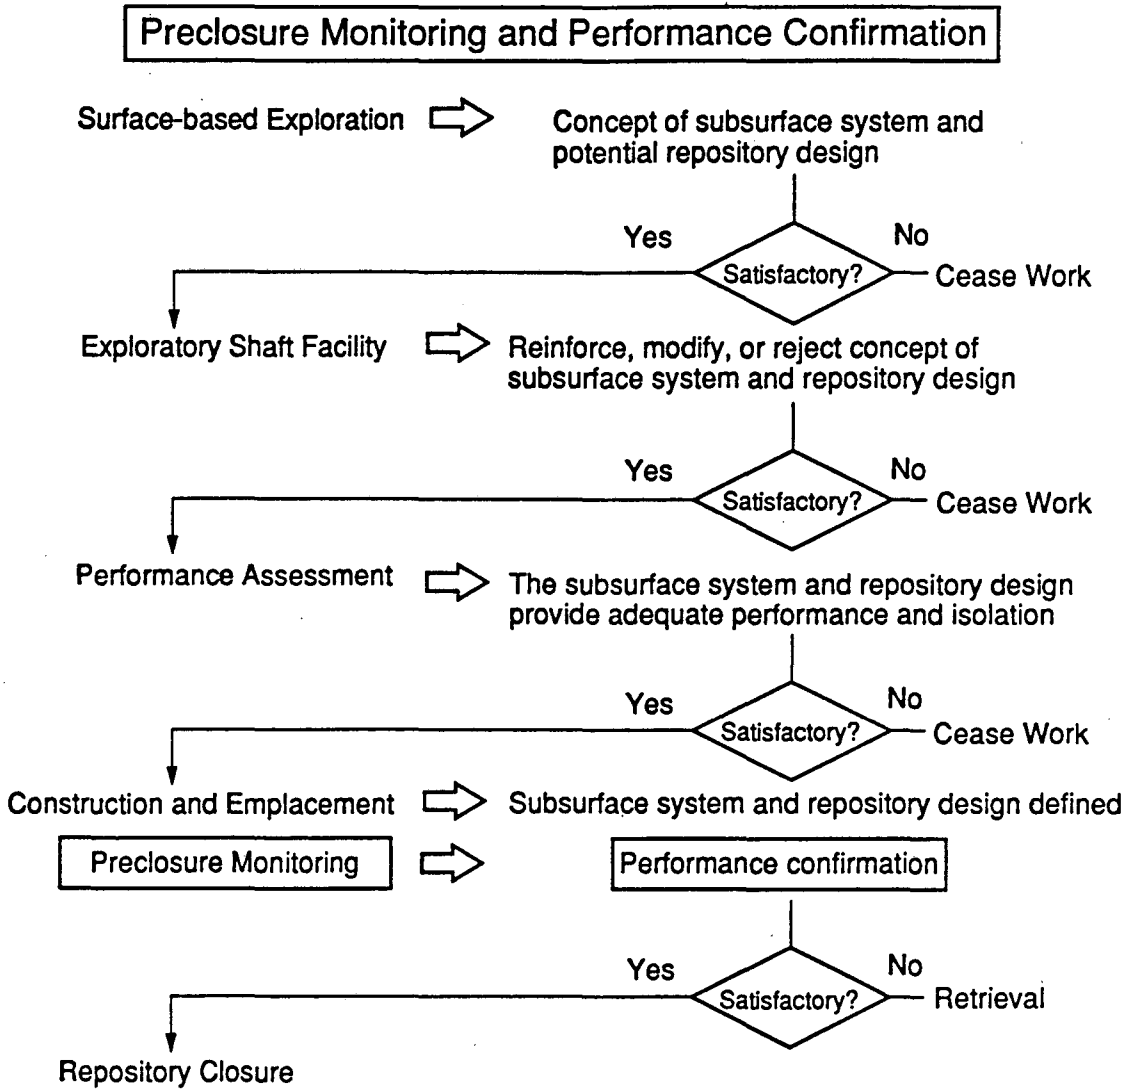 Preclosure Monitoring and Performance Confirmation
Surface-based Exploration
Concept of subsurface system and
potential repository design
Yes
No
Satisfactory?
Cease Work
Exploratory Shaft Facility
Reinforce, modify, or reject concept of
subsurface system and repository design
Yes
No
Satisfactory?
Cease Work
Performance Assessment
The subsurface system and repository design
provide adequate performance and isolation
Yes
No
Satisfactory?
Cease Work
Construction and Emplacement
Subsurface system and repository design defined
Preclosure Monitoring
Performance confirmation
Yes
No
Satisfactory?
Retrieval
Repository Closure